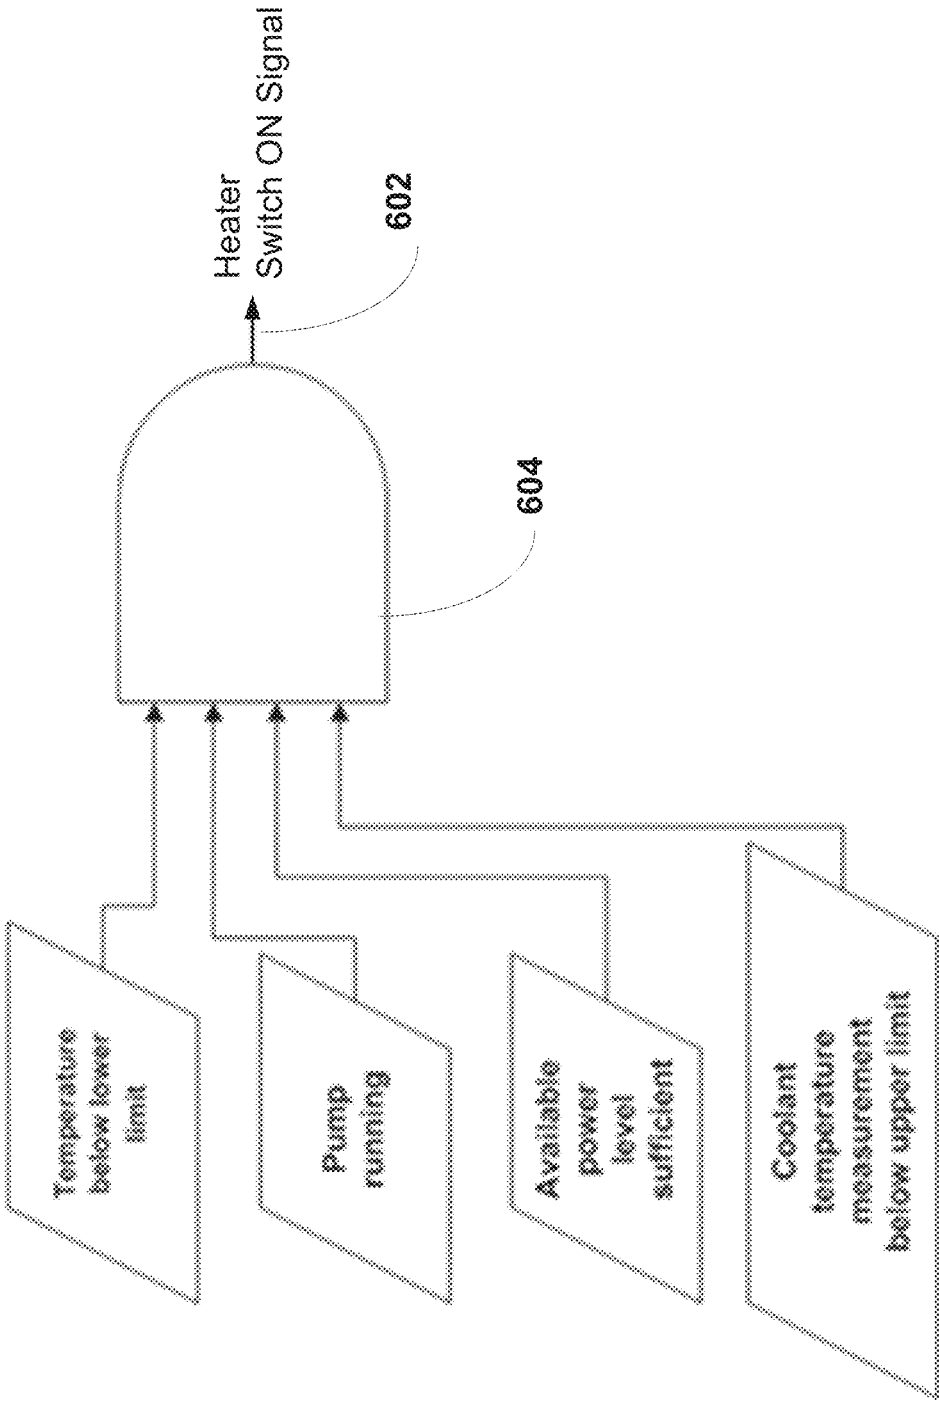 Temperature
below lower
limit
Pump
running
Available
power
level
sufficient
Coolant
temperature
measurement
below upper limit
604
602
Heater
Switch ON Signal